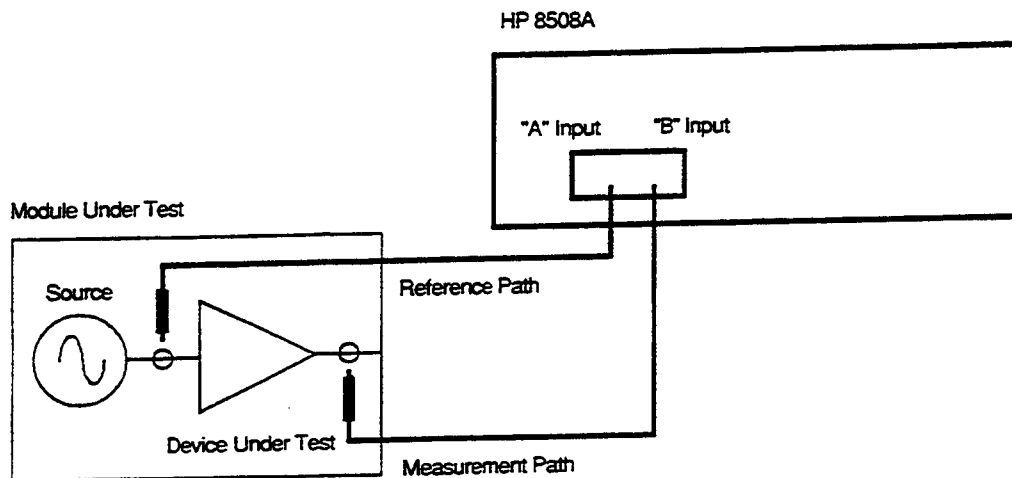 HP 8508A
"A" Input
"B" Input
Module Under Test
Source
Reference Path
Device Under Test
Measurement Path